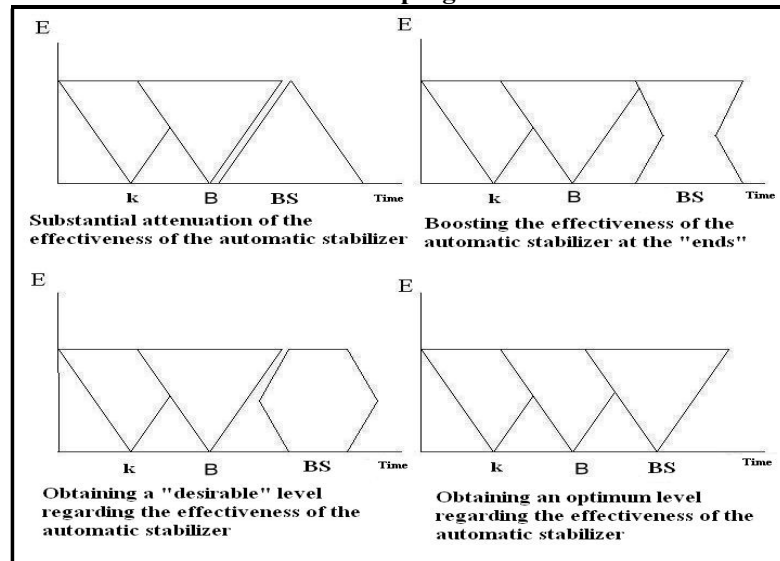 E
k B BS Time
Substantial attenuation of the
effectiveness of the automatic stabilizer
E
k B BS Time
Boosting the effectiveness of the
automatic stabilizer at the "ends"
E
k B BS Time
Obtaining a "desirable" level
regarding the effectiveness of the
automatic stabilizer
E
k B BS Time
Obtaining an optimum level
regarding the effectiveness of the
automatic stabilizer